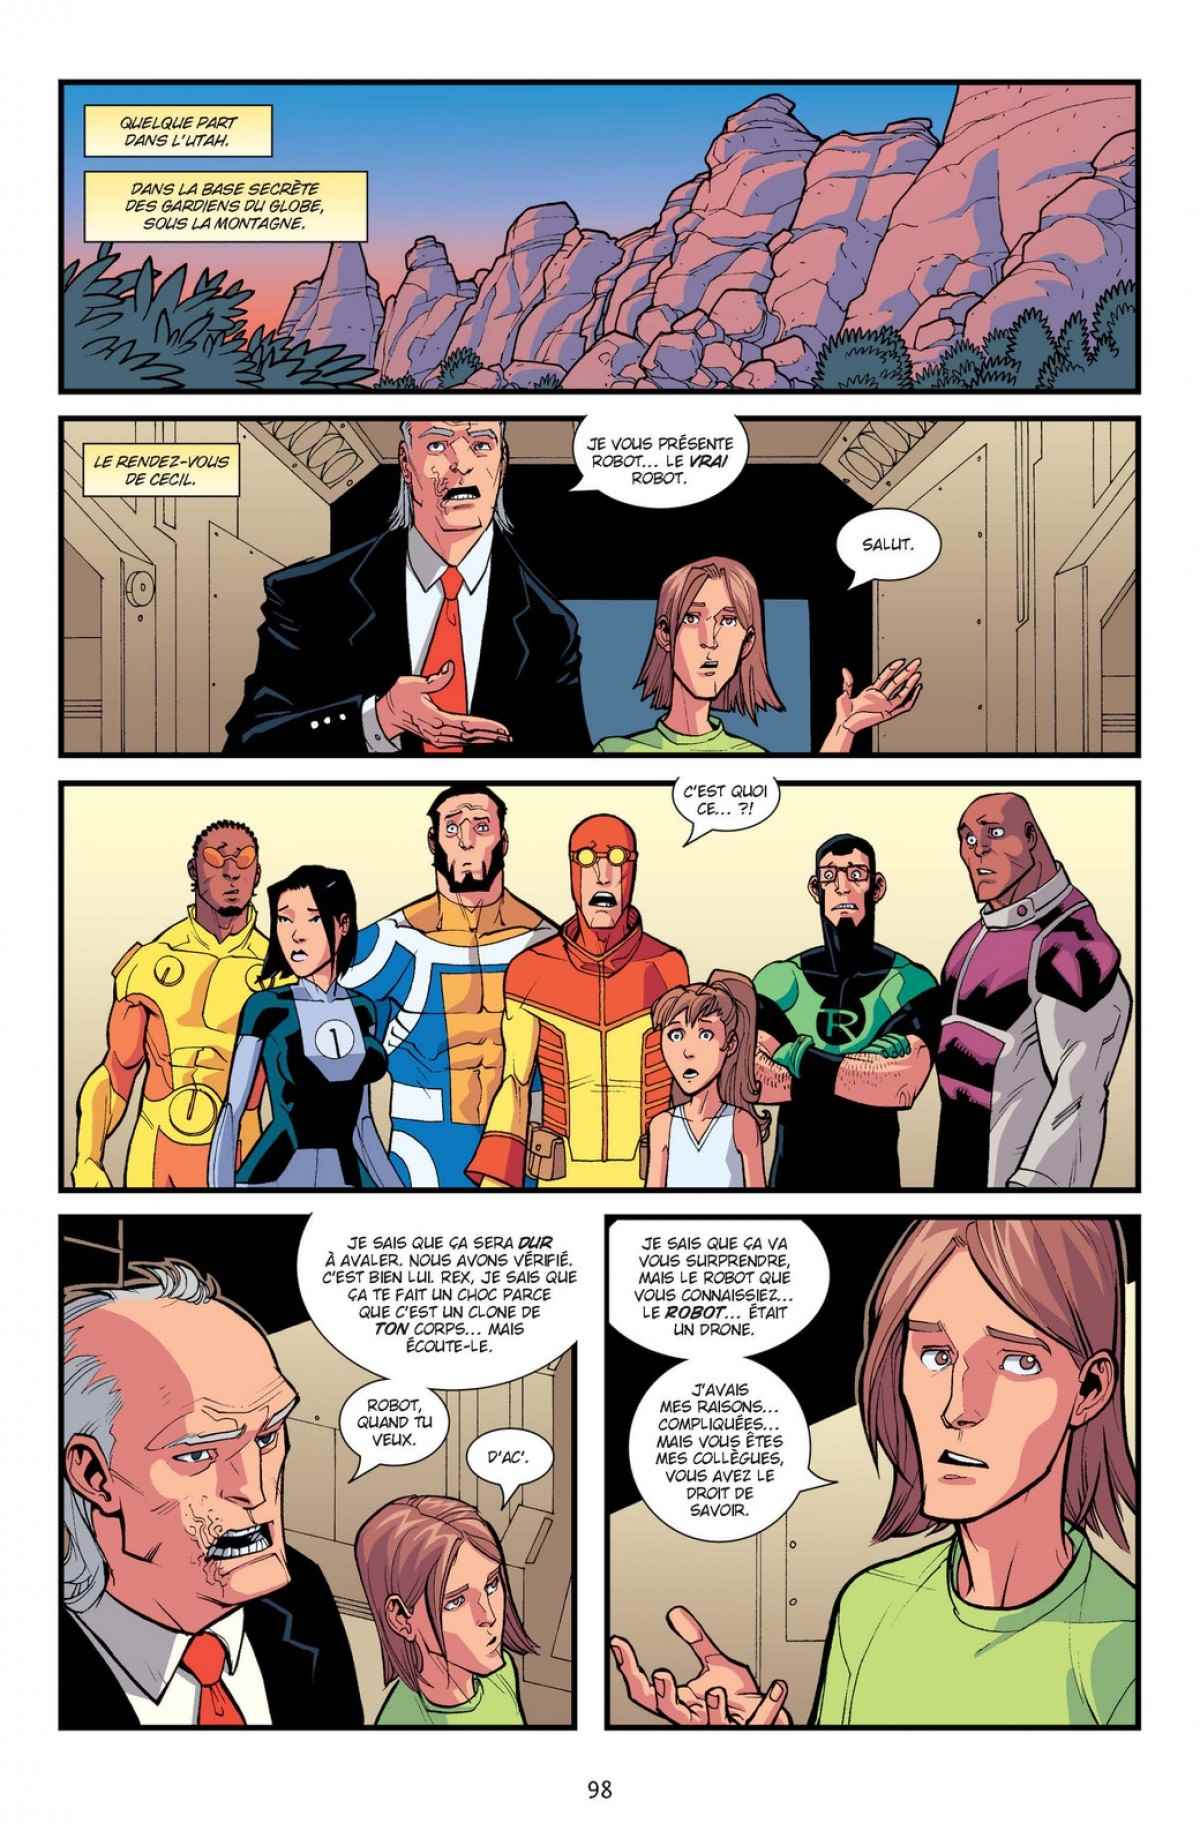 QUELQUE PART
DANS L'UTAH.
DANS LA BASE SECRÈTE
DES GARDIENS DU GLOBE,
SOUS LA MONTAGNE.
LE RENDEZ-VOUS
DE CECIL.
JE VOUS PRÉSENTE
ROBOT... LE VRAI
ROBOT.
SALUT.
C'EST QUOI
CE... ?!
1
1
1
R
JE SAIS QUE ÇA SERA DUR
À AVALER. NOUS AVONS VÉRIFIÉ.
C'EST BIEN LUI. REX, JE SAIS QUE
ÇA TE FAIT UN CHOC PARCE
QUE C'EST UN CLONE DE
TON CORPS... MAIS
ÉCOUTE-LE.
ROBOT,
QUAND TU
VEUX.
D'AC'.
JE SAIS QUE ÇA VA
VOUS SURPRENDRE,
MAIS LE ROBOT QUE
VOUS CONNAISSIEZ...
LE ROBOT... ÉTAIT
UN DRONE.
J'AVAIS
MES RAISONS...
COMPLIQUÉES...
MAIS VOUS ÊTES
MES COLLÈGUES,
VOUS AVEZ LE
DROIT DE
SAVOIR.
98